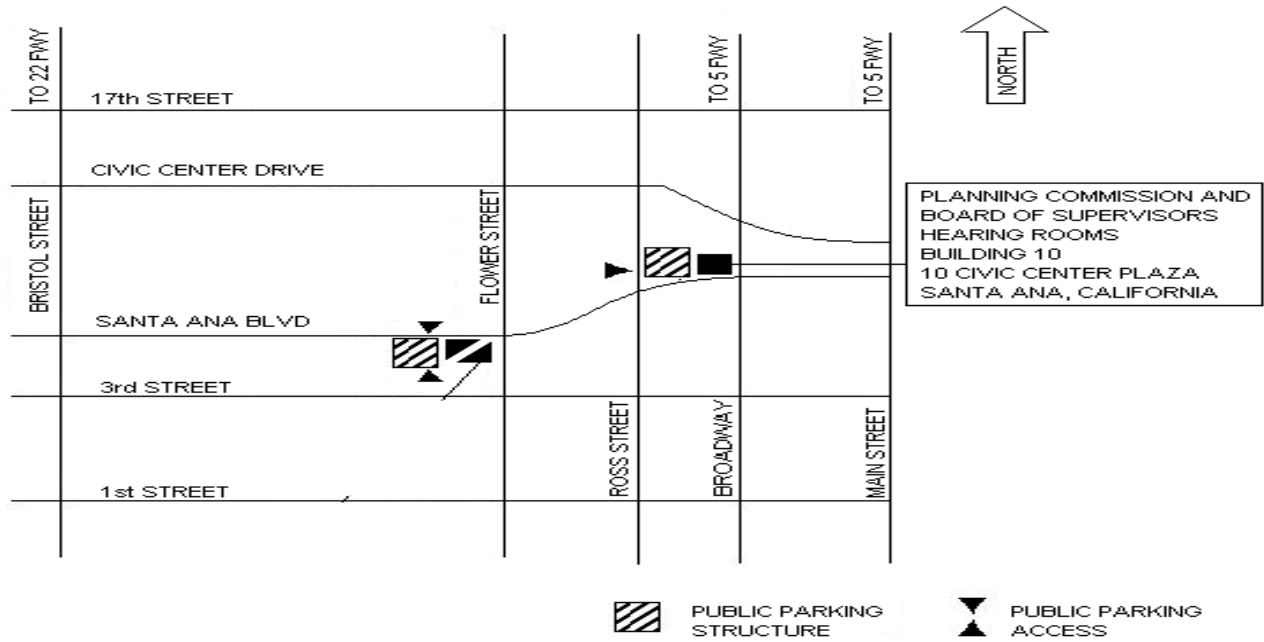 TO 22 FWY
TO 5 FWY
TO 5 FWY
NORTH
17th STREET
CIVIC CENTER DRIVE
BRISTOL STREET
FLOWER STREET
PLANNING COMMISSION AND
BOARD OF SUPERVISORS
HEARING ROOMS
BUILDING 10
10 CIVIC CENTER PLAZA
SANTA ANA, CALIFORNIA
SANTA ANA BLVD
3rd STREET
ROSS STREET
BROADWAY
MAIN STREET
1st STREET
PUBLIC PARKING
STRUCTURE
PUBLIC PARKING
ACCESS